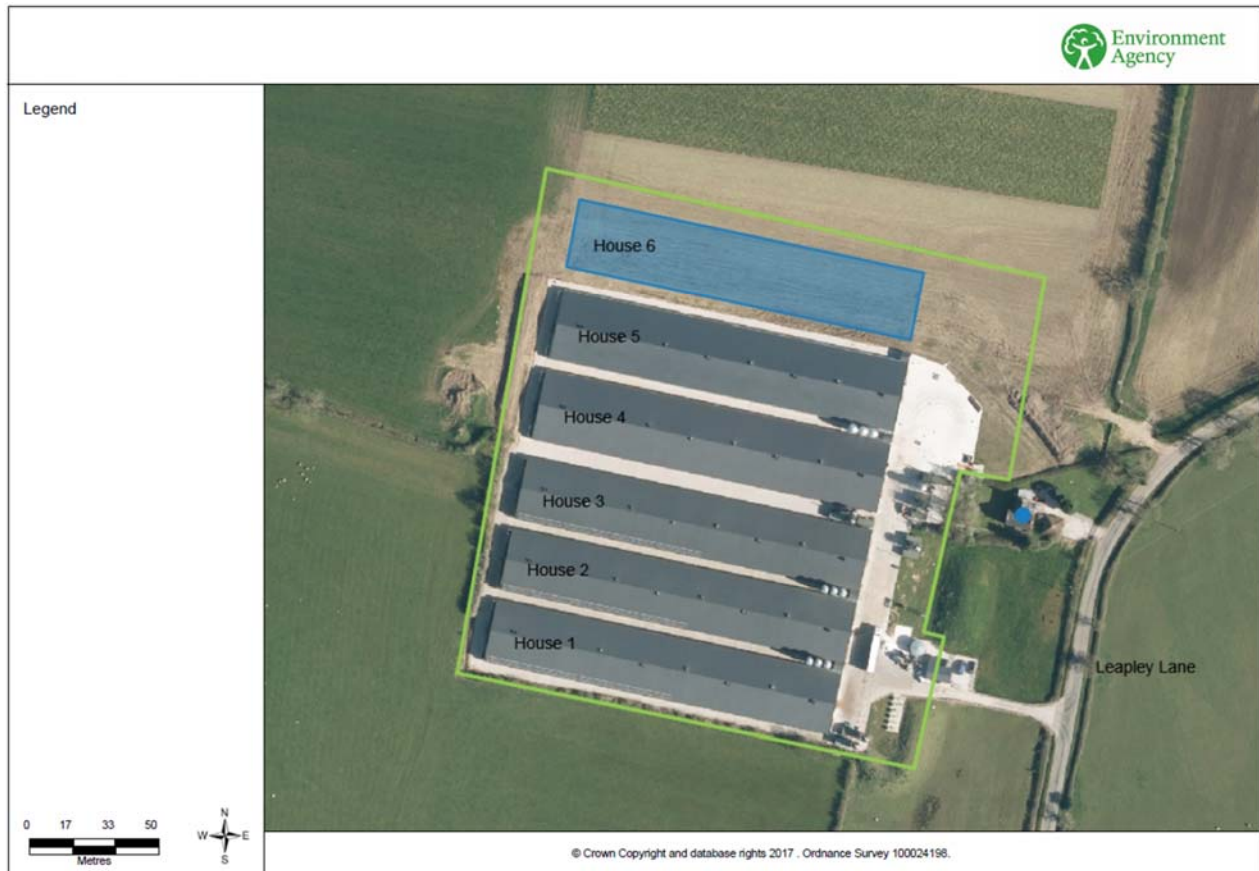 Environment
Agency
Legend
House 6
House 5
House 4
House 3
House 2
House 1
Leapley Lane
0 17 33 50
Metres
N
W E
S
© Crown Copyright and database rights 2017 . Ordnance Survey 100024198.